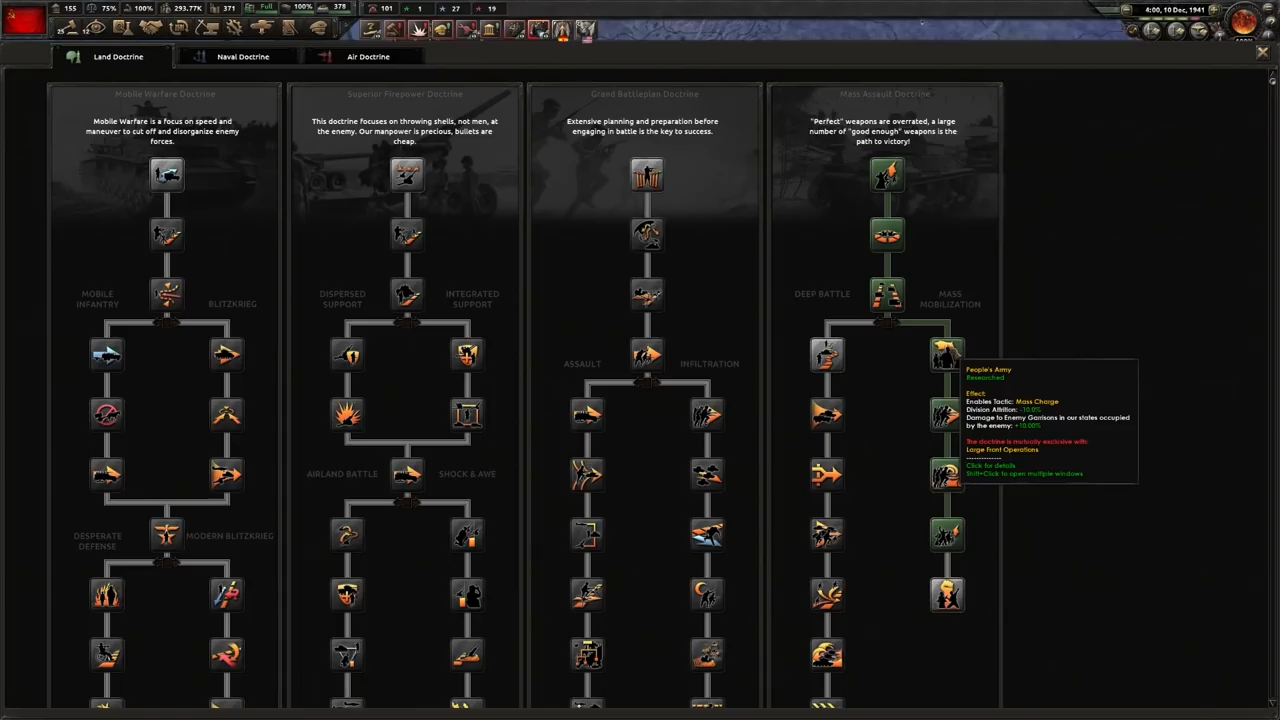 155 75% 100% 293.77K 371 Full 100% 378 101 1 27 19
4:00, 10 Dec, 1941
25 12
Land Doctrine
Naval Doctrine
Air Doctrine
Mobile Warfare Doctrine
Mobile Warfare is a focus on speed and
maneuver to cut off and disorganize enemy
forces.
MOBILE
INFANTRY
BLITZKRIEG
DESPERATE
DEFENSE
MODERN BLITZKRIEG
Superior Firepower Doctrine
This doctrine focuses on throwing shells, not men, at
the enemy. Our manpower is precious, bullets are
cheap.
DISPERSED
SUPPORT
INTEGRATED
SUPPORT
AIRLAND BATTLE
SHOCK & AWE
Grand Battleplan Doctrine
Extensive planning and preparation before
engaging in battle is the key to success.
ASSAULT
INFILTRATION
Mass Assault Doctrine
"Perfect" weapons are overrated, a large
number of "good enough" weapons is the
path to victory!
DEEP BATTLE
MASS
MOBILIZATION
People's Army
Researched
Effect:
Enables Tactic: Mass Charge
Division Attrition: -10.0%
Damage to Enemy Garrisons in our states occupied
by the enemy: +10.00%
The doctrine is mutually exclusive with:
Large Front Operations
--------------
Click for details
Shift+Click to open multiple windows